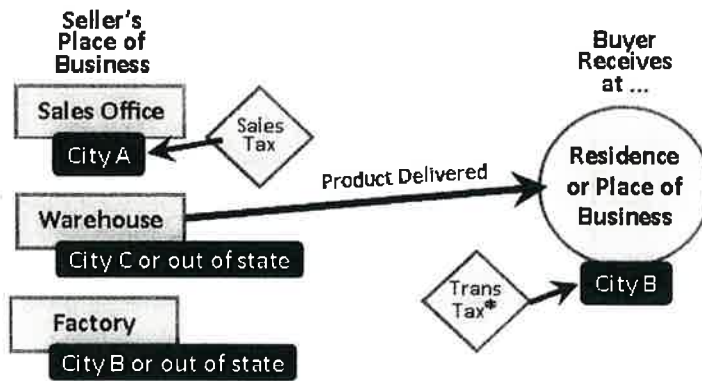 Seller's
Place of
Business
Sales Office
City A
Sales
Tax
Warehouse
City C or out of state
Factory
City B or out of state
Product Delivered
Buyer
Receives
at ...
Residence
or Place of
Business
City B
Trans
Tax*